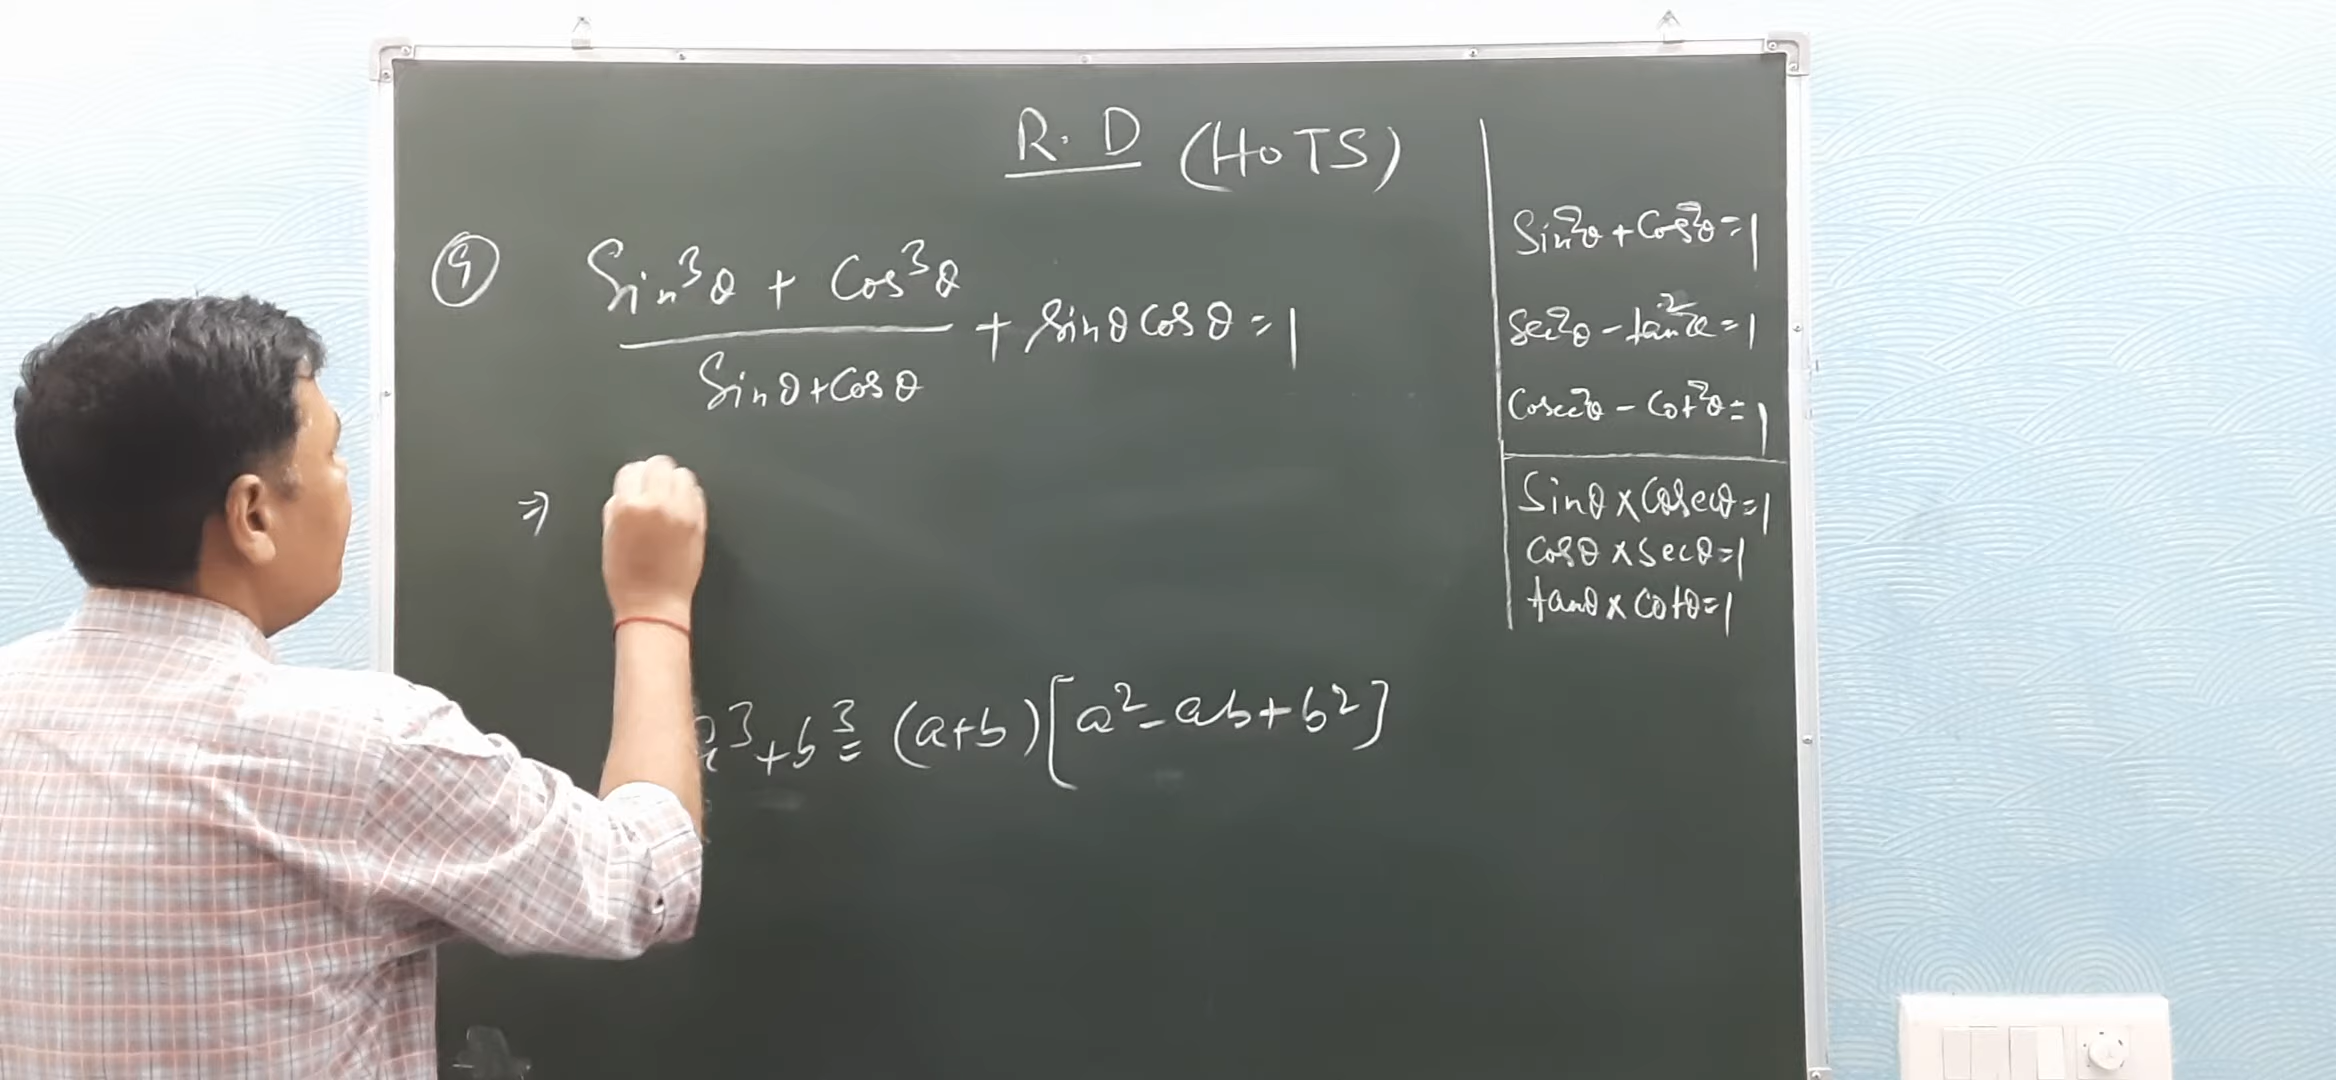 R.D (HOTS)
9
Sin³θ + Cos³θ
Sinθ+Cosθ
+ Sinθ Cosθ = 1
⇒
a³+b³= (a+b)[a²-ab+b²]
Sin²θ + Cos²θ = 1
Sec²θ - tan²θ = 1
Cosec²θ - Cot²θ = 1
Sinθ × Cosecθ = 1
Cosθ × Secθ = 1
tanθ × Cotθ = 1